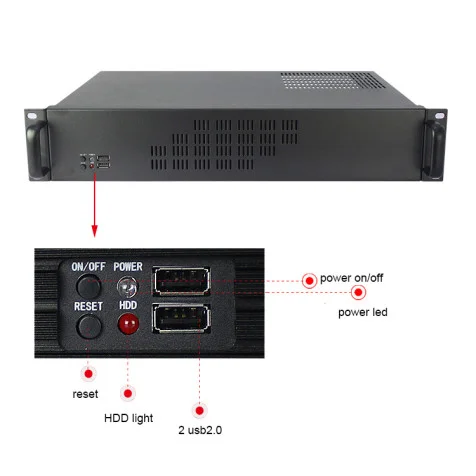 ON/OFF POWER
RESET HDD
power on/off
power led
reset
HDD light
2 usb2.0